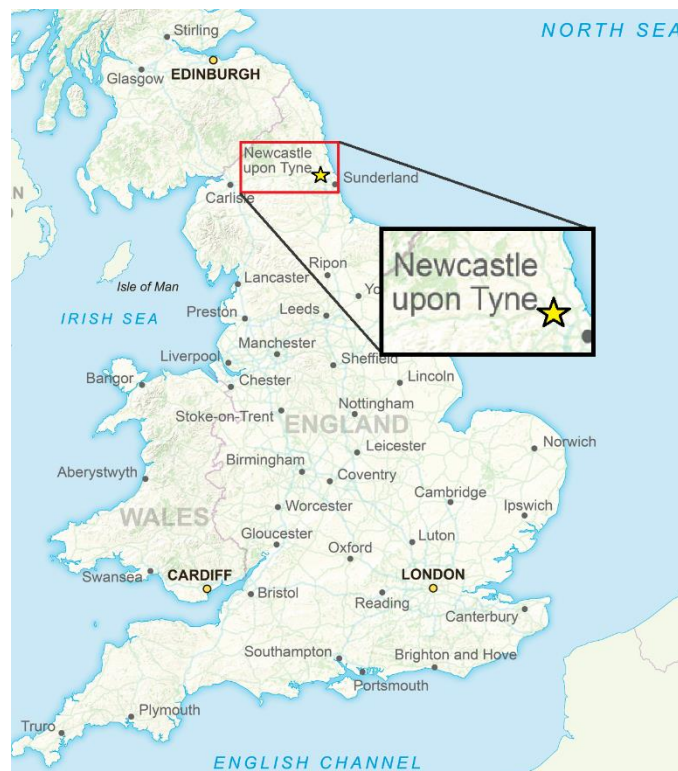 Stirling
NORTH SEA
EDINBURGH
Glasgow
Newcastle
upon Tyne
Sunderland
Carlisle
Newcastle
upon Tyne
Ripon
Isle of Man
Lancaster
Yo
IRISH SEA
Preston
Leeds
Manchester
Liverpool
Sheffield
Bangor
Chester
Lincoln
Stoke-on-Trent
Nottingham
ENGLAND
Norwich
Leicester
Aberystwyth
Birmingham
Coventry
Cambridge
WALES
Worcester
Ipswich
Gloucester
Luton
Oxford
Swansea
CARDIFF
LONDON
Bristol
Reading
Canterbury
Southampton
Brighton and Hove
Portsmouth
Truro
Plymouth
ENGLISH CHANNEL